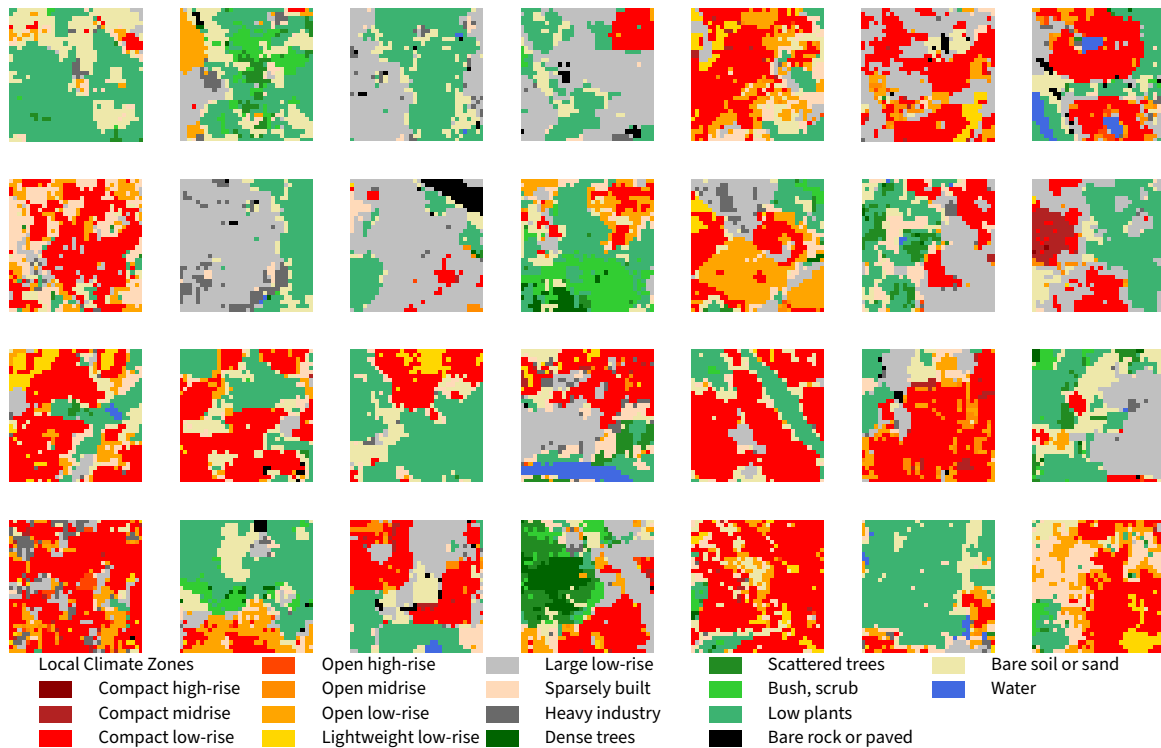 Local Climate Zones
Compact high-rise
Compact midrise
Compact low-rise
Open high-rise
Open midrise
Open low-rise
Lightweight low-rise
Large low-rise
Sparsely built
Heavy industry
Dense trees
Scattered trees
Bush, scrub
Low plants
Bare rock or paved
Bare soil or sand
Water